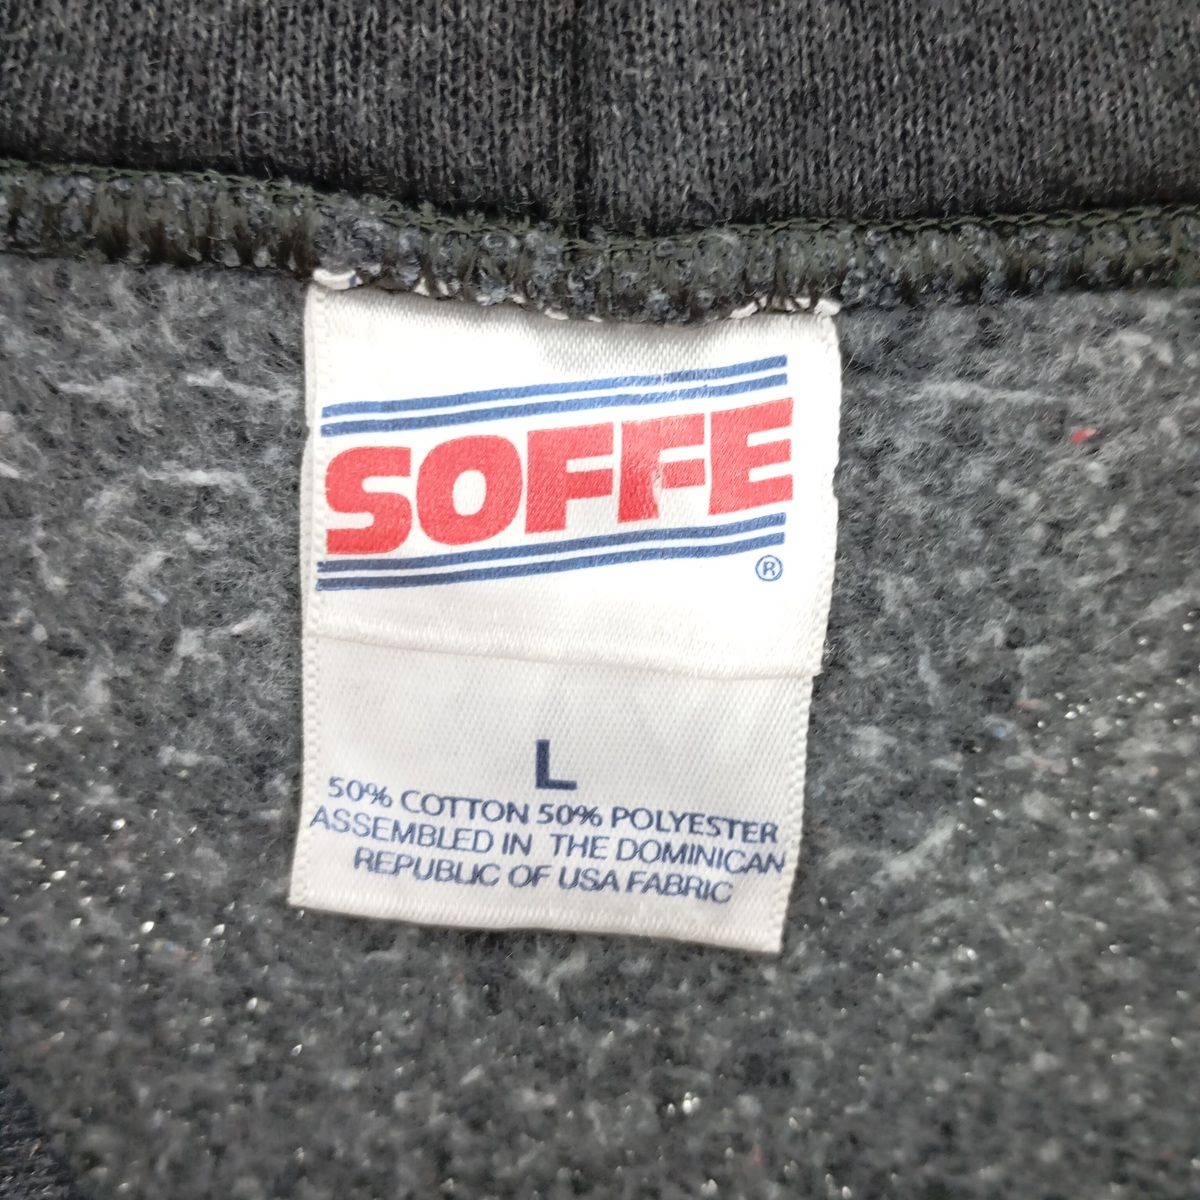 SOFFE
®
L
50% COTTON 50% POLYESTER
ASSEMBLED IN THE DOMINICAN
REPUBLIC OF USA FABRIC